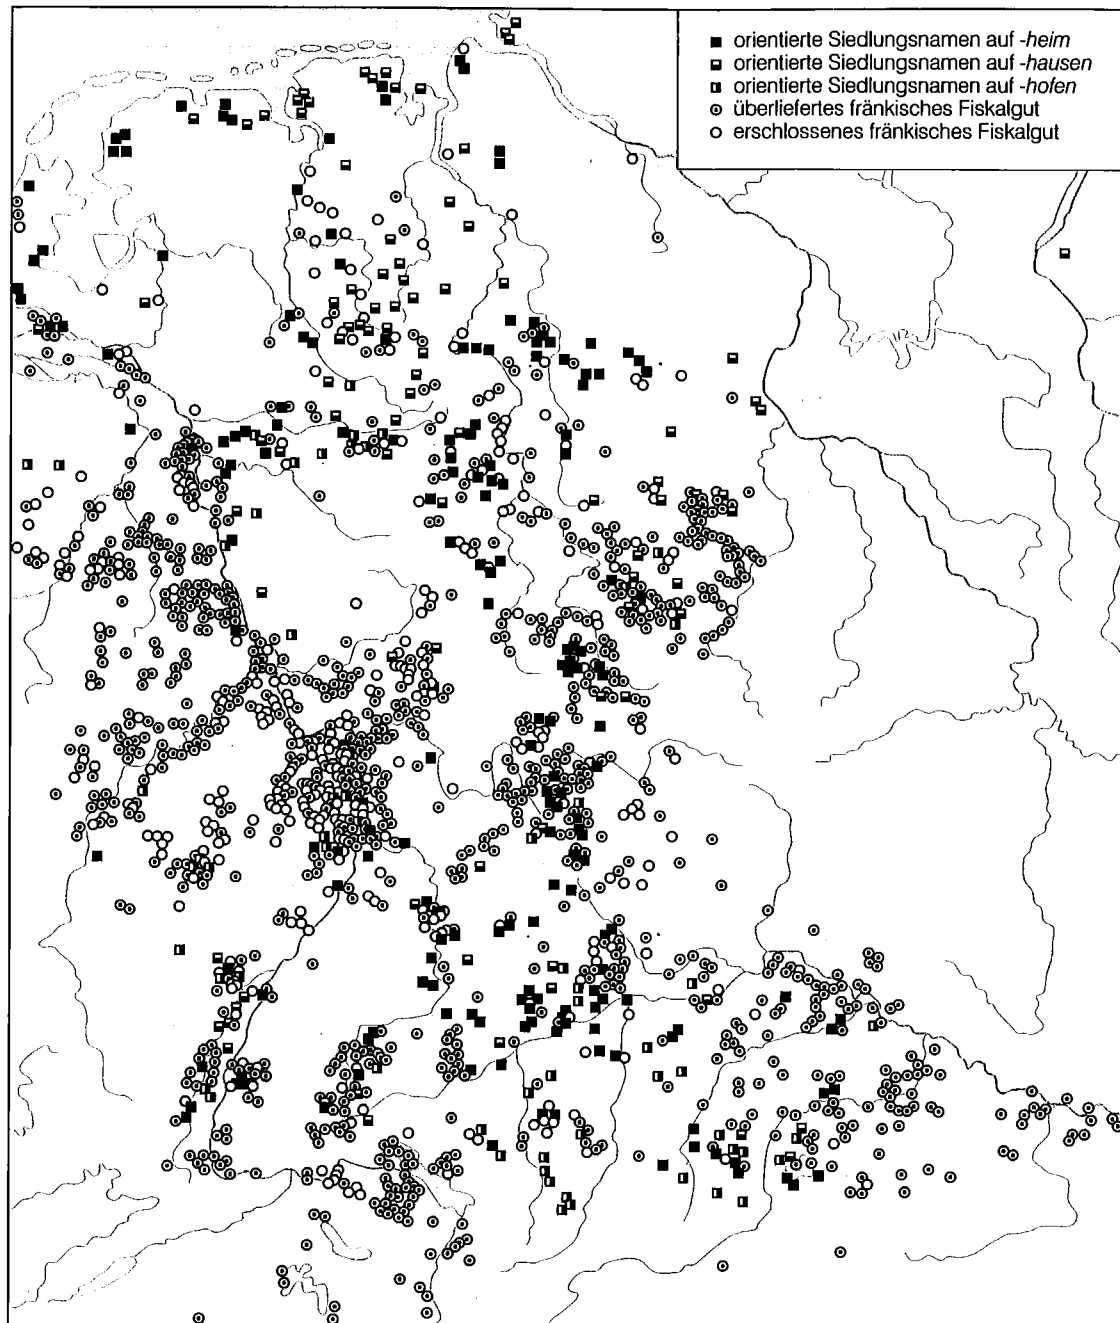 orientierte Siedlungsnamen auf -heim
orientierte Siedlungsnamen auf -hausen
orientierte Siedlungsnamen auf -hofen
überliefertes fränkisches Fiskalgut
erschlossenes fränkisches Fiskalgut